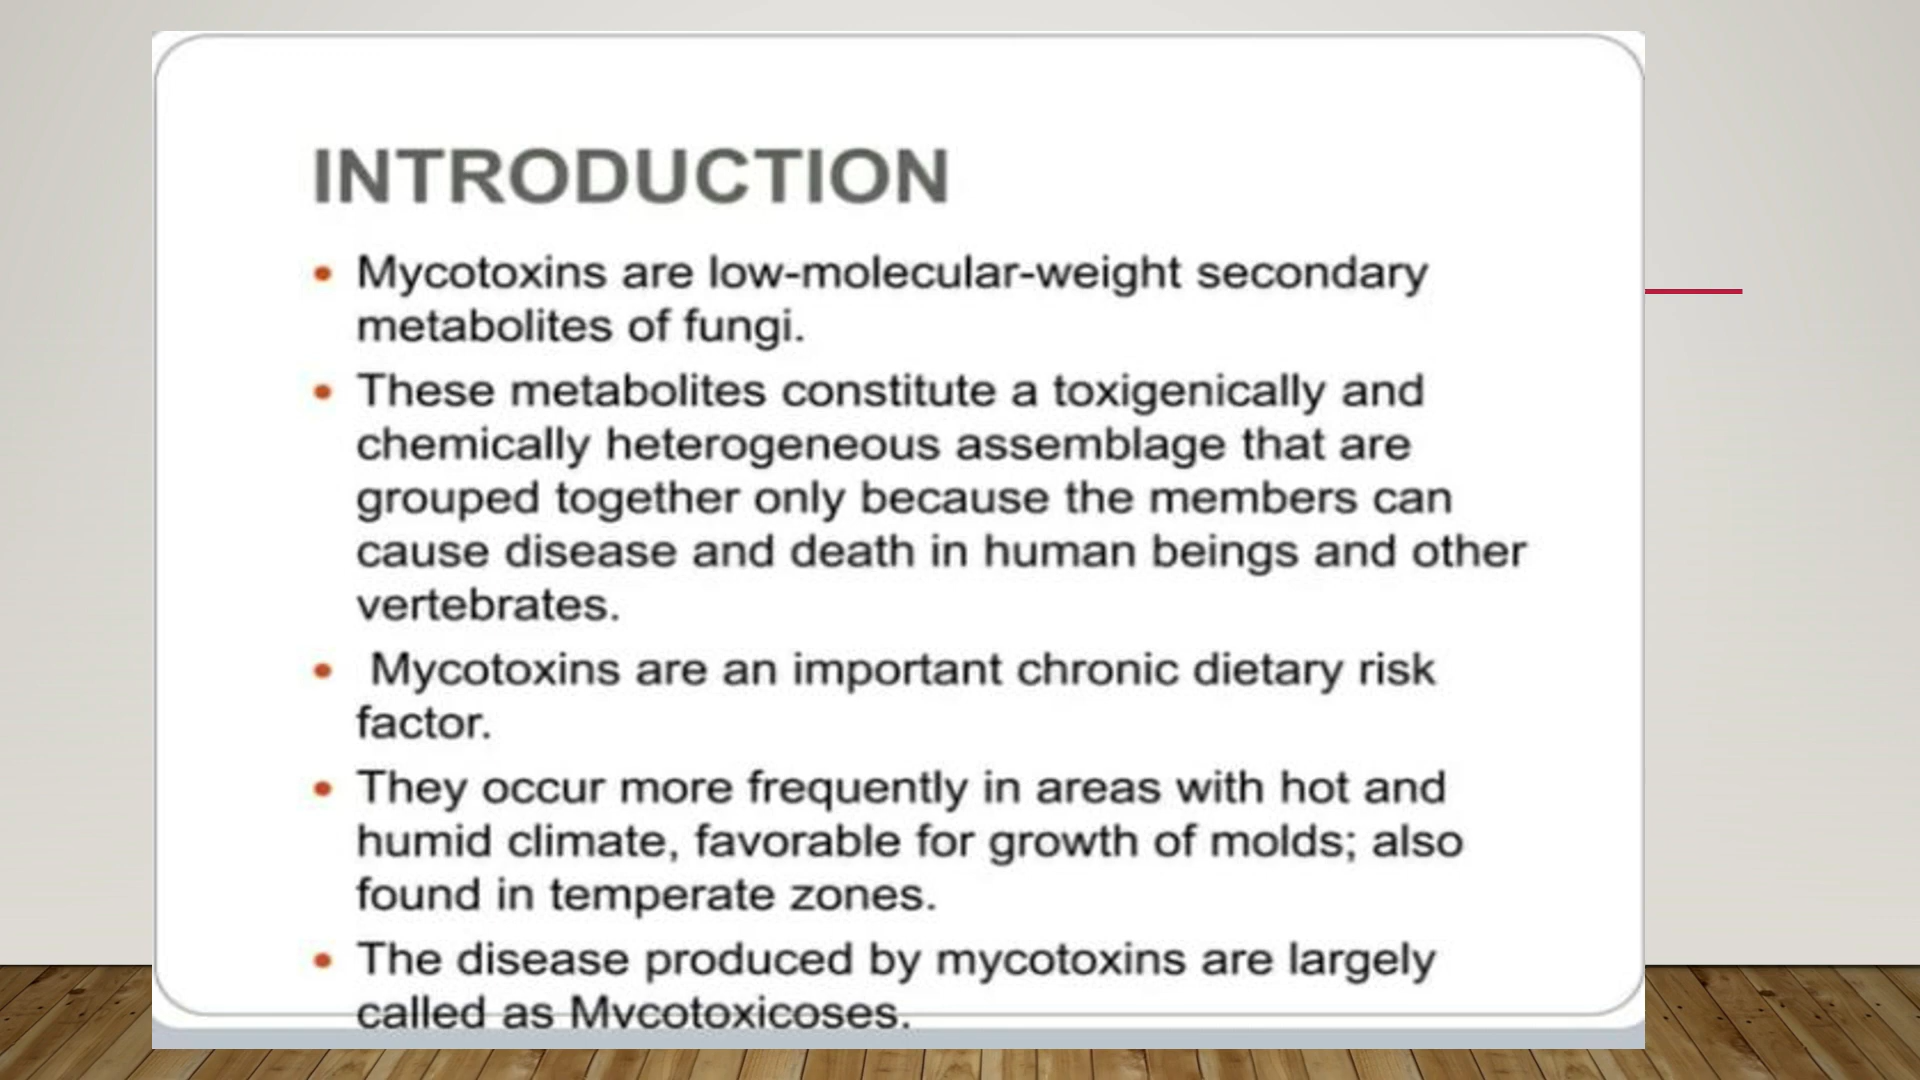 INTRODUCTION
• Mycotoxins are low-molecular-weight secondary
metabolites of fungi.
• These metabolites constitute a toxigenically and
chemically heterogeneous assemblage that are
grouped together only because the members can
cause disease and death in human beings and other
vertebrates.
• Mycotoxins are an important chronic dietary risk
factor.
• They occur more frequently in areas with hot and
humid climate, favorable for growth of molds; also
found in temperate zones.
• The disease produced by mycotoxins are largely
called as Mycotoxicoses.